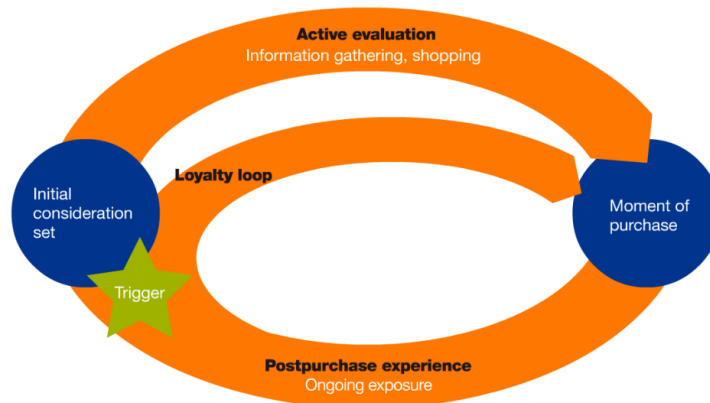 Active evaluation
Information gathering, shopping
Loyalty loop
Initial
consideration
set
Moment of
purchase
Trigger
Postpurchase experience
Ongoing exposure